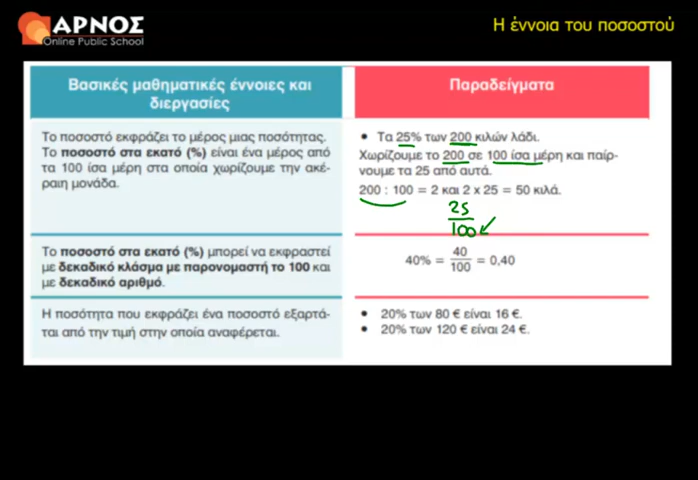 ΑΡΝΟΣ
Online Public School
Η έννοια του ποσοστού
Βασικές μαθηματικές έννοιες και
διεργασίες
Παραδείγματα
Το ποσοστό εκφράζει το μέρος μιας ποσότητας.
Το ποσοστό στα εκατό (%) είναι ένα μέρος από
τα 100 ίσα μέρη στα οποία χωρίζουμε την ακέ-
ραιη μονάδα.
• Τα 25% των 200 κιλών λάδι.
Χωρίζουμε το 200 σε 100 ίσα μέρη και παίρ-
νουμε τα 25 από αυτά.
200 : 100 = 2 και 2 x 25 = 50 κιλά.
25
100
Το ποσοστό στα εκατό (%) μπορεί να εκφραστεί
με δεκαδικό κλάσμα με παρονομαστή το 100 και
με δεκαδικό αριθμό.
40% = 40/100 = 0,40
Η ποσότητα που εκφράζει ένα ποσοστό εξαρτά-
ται από την τιμή στην οποία αναφέρεται.
• 20% των 80 € είναι 16 €.
• 20% των 120 € είναι 24 €.